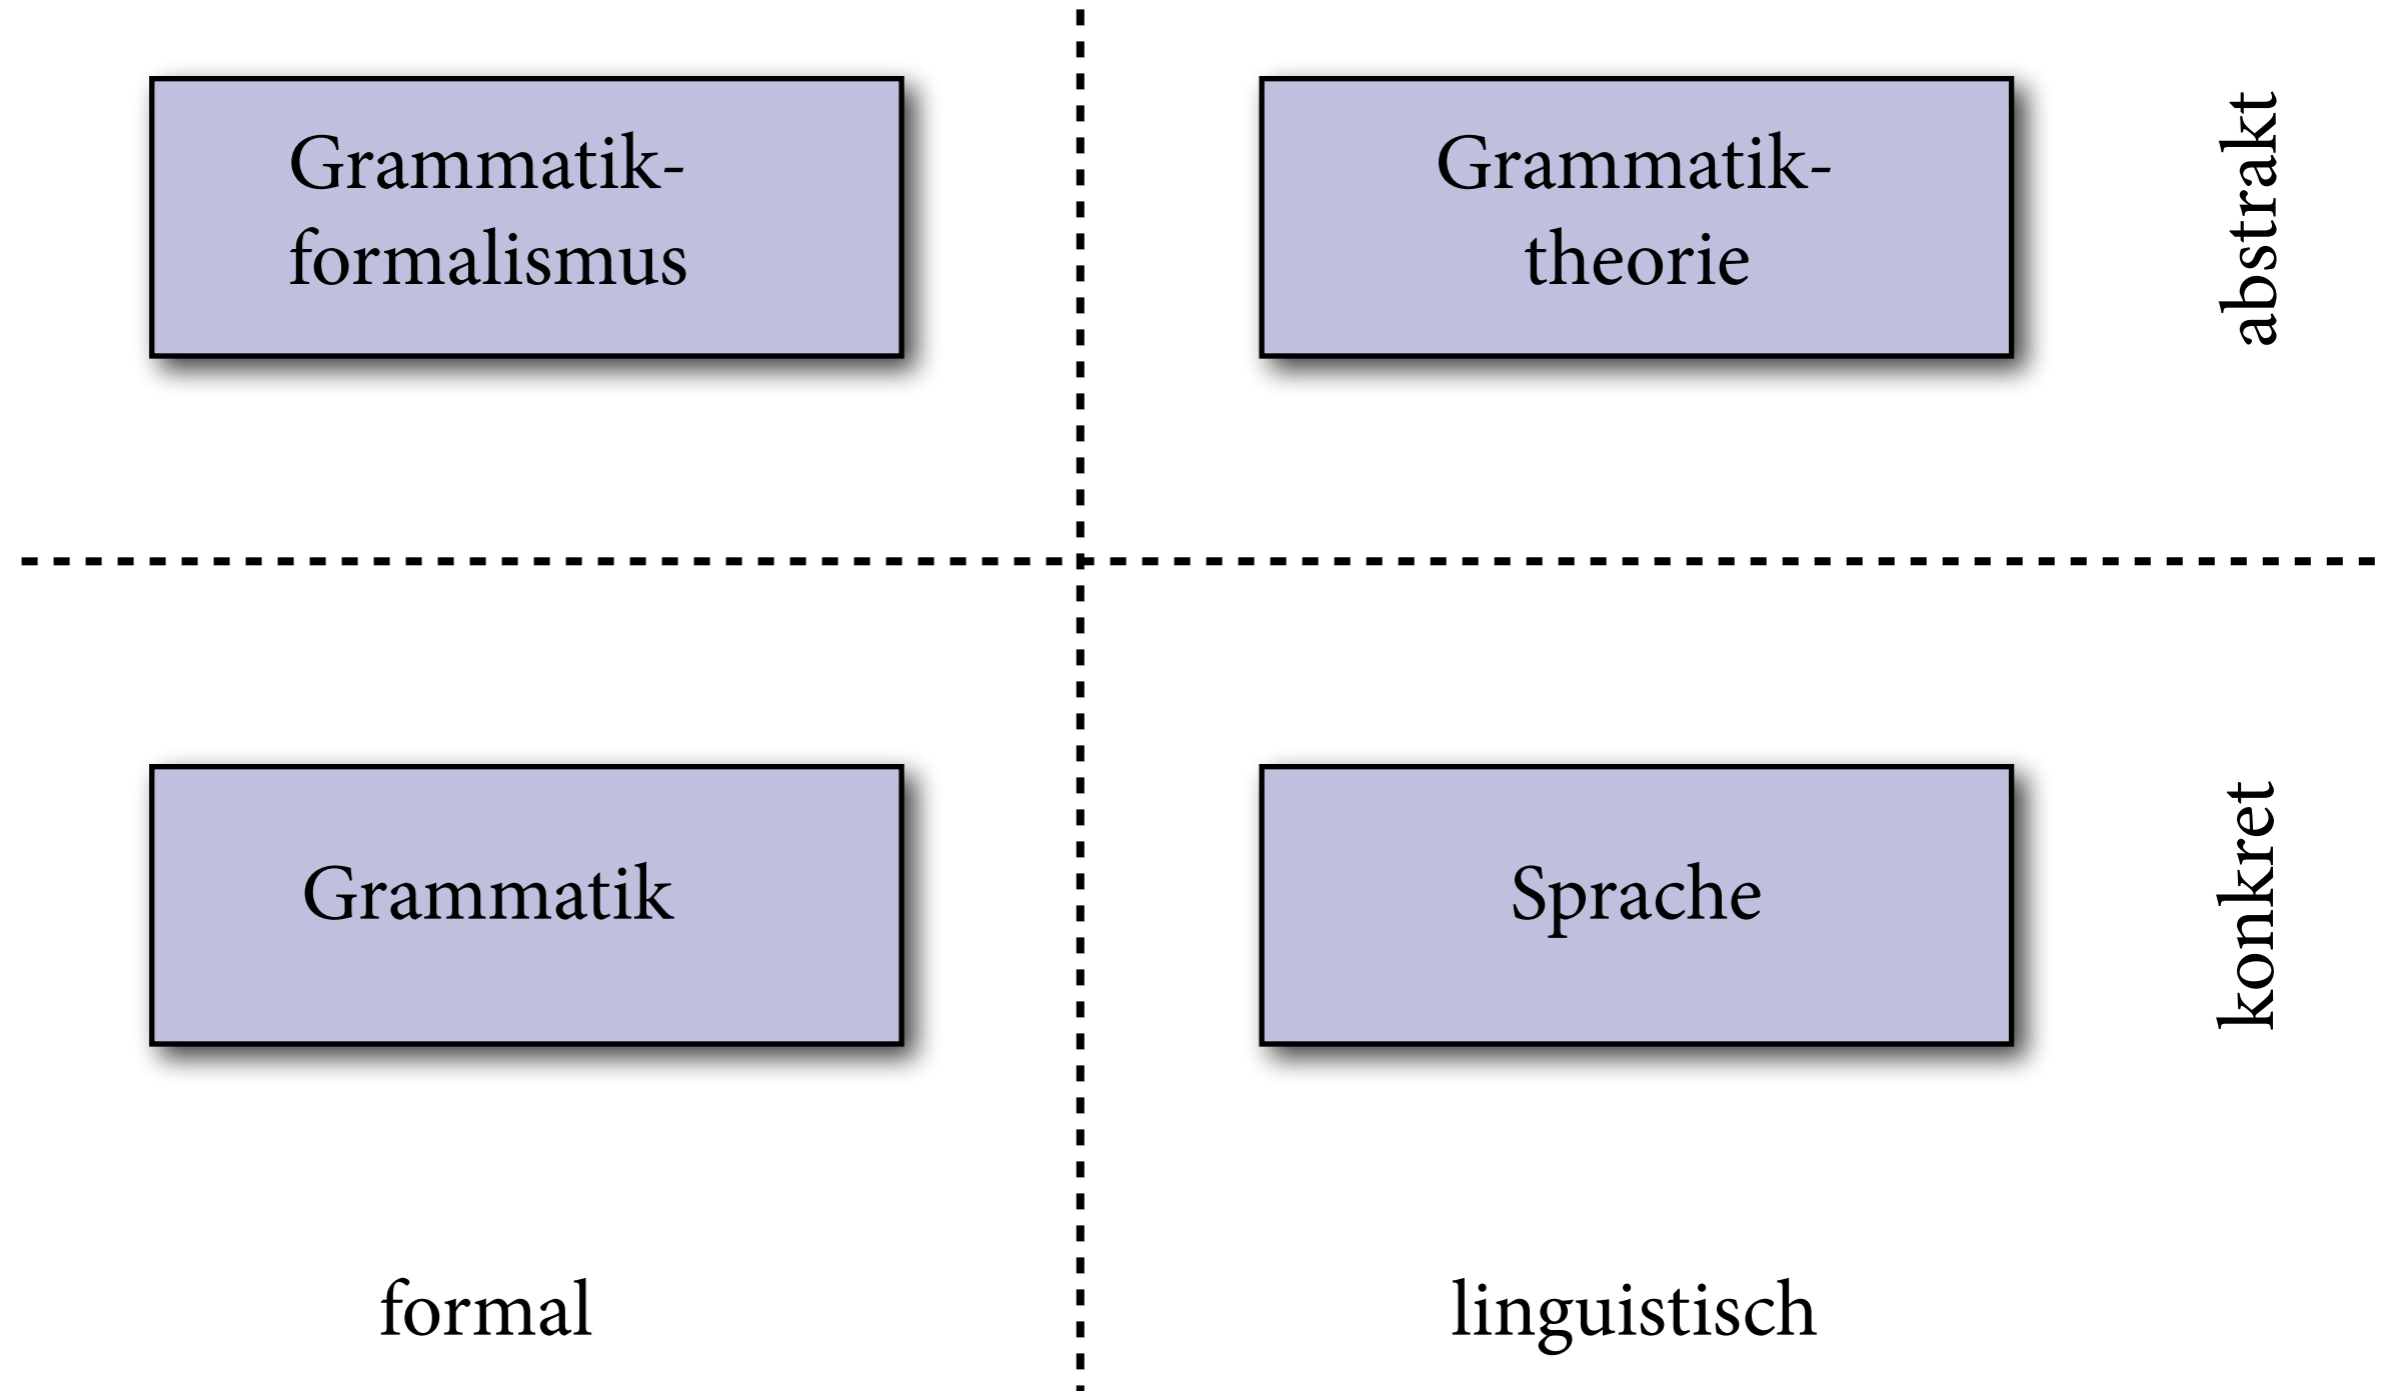 Grammatik-
formalismus
Grammatik-
theorie
abstrakt
Grammatik
Sprache
konkret
formal
linguistisch